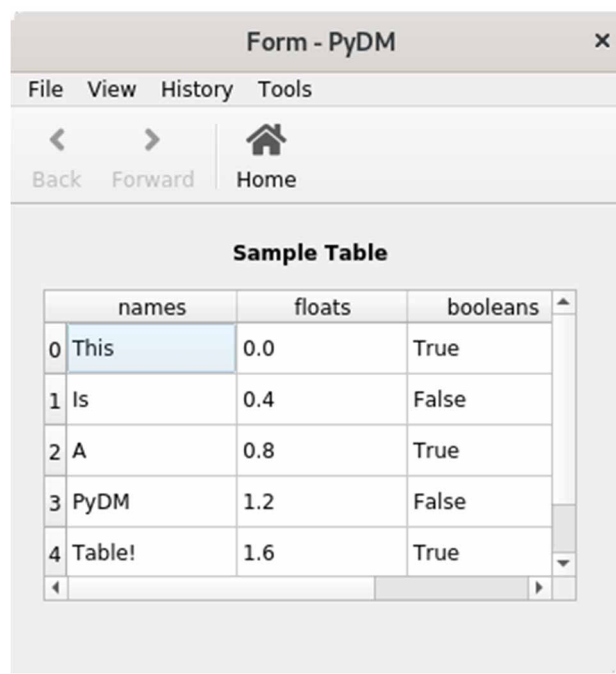 Form - PyDM ×
File View History Tools
Back Forward Home
Sample Table
names floats booleans
0 This 0.0 True
1 Is 0.4 False
2 A 0.8 True
3 PyDM 1.2 False
4 Table! 1.6 True